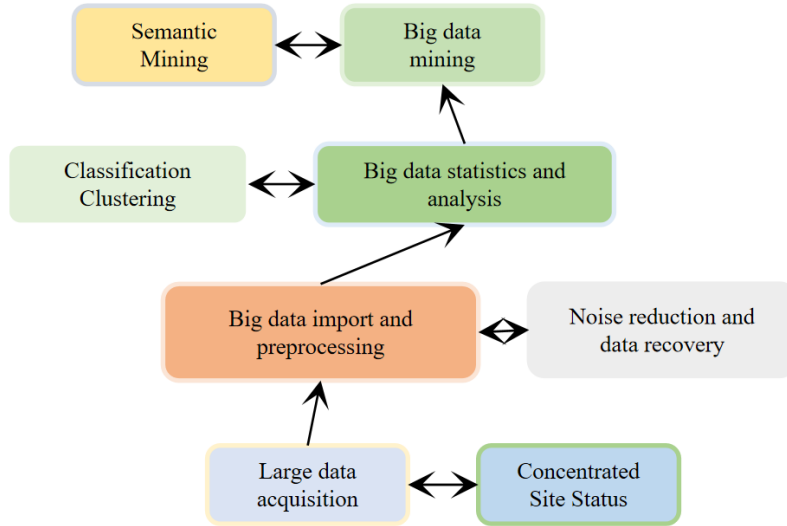 Semantic
Mining
Big data
mining
Classification
Clustering
Big data statistics and
analysis
Big data import and
preprocessing
Noise reduction and
data recovery
Large data
acquisition
Concentrated
Site Status